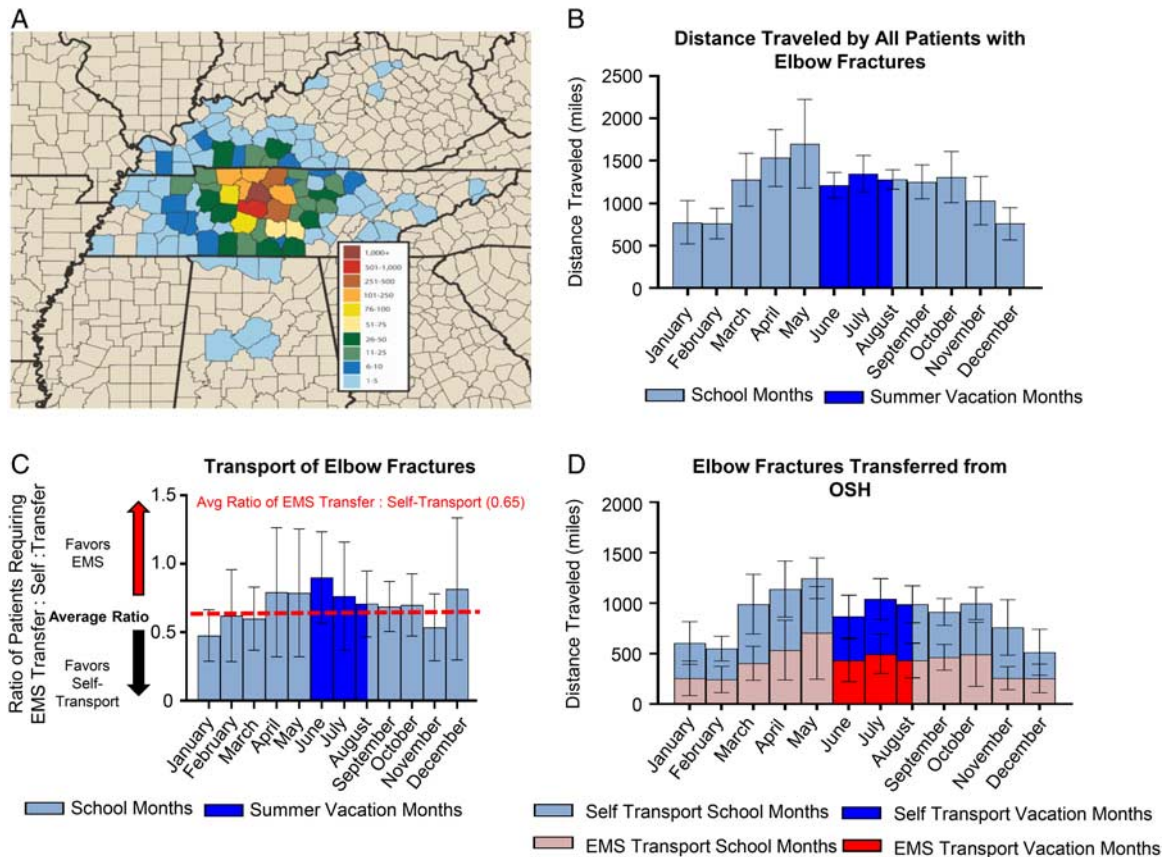 A
1,000+
501-1,000
251-500
101-250
76-100
51-75
26-50
11-25
6-10
1-5
B
Distance Traveled by All Patients with
Elbow Fractures
Distance Traveled (miles)
2500
2000
1500
1000
500
0
January
February
March
April
May
June
July
August
September
October
November
December
School Months
Summer Vacation Months
C
Transport of Elbow Fractures
Ratio of Patients Requiring
EMS Transfer : Self :Transfer
Favors
EMS
Average Ratio
Favors
Self-
Transport
1.5
1.0
0.5
0
Avg Ratio of EMS Transfer : Self-Transport (0.65)
January
February
March
April
May
June
July
August
September
October
November
December
School Months
Summer Vacation Months
D
Elbow Fractures Transferred from
OSH
Distance Traveled (miles)
2000
1500
1000
500
0
January
February
March
April
May
June
July
August
September
October
November
December
Self Transport School Months
Self Transport Vacation Months
EMS Transport School Months
EMS Transport Vacation Months